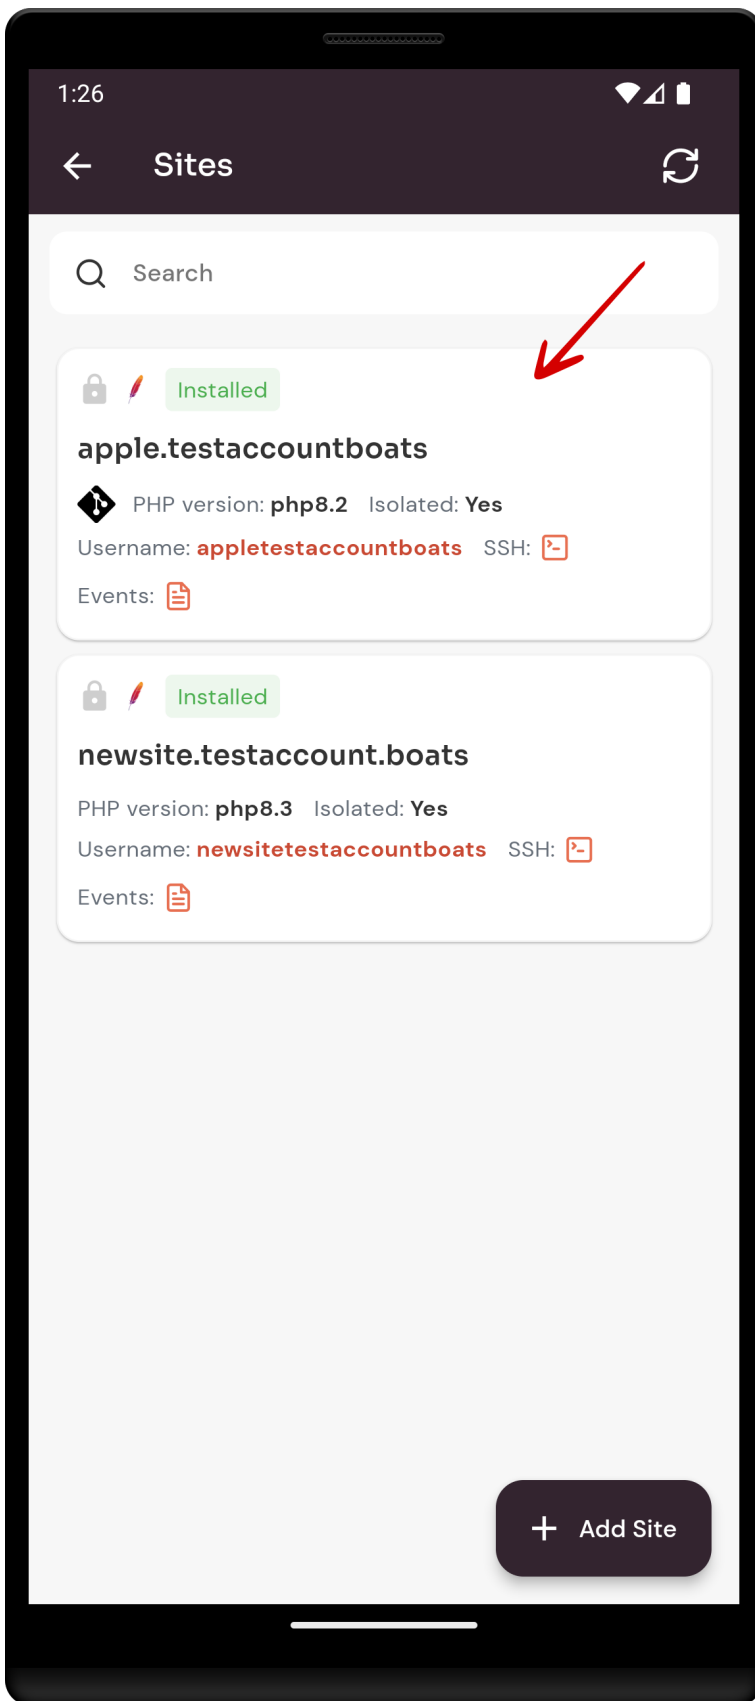 1:26
Sites
Search
Installed
apple.testaccountboats
PHP version: php8.2 Isolated: Yes
Username: appletestaccountboats SSH:
Events:
Installed
newsite.testaccount.boats
PHP version: php8.3 Isolated: Yes
Username: newsitetestaccountboats SSH:
Events:
+ Add Site